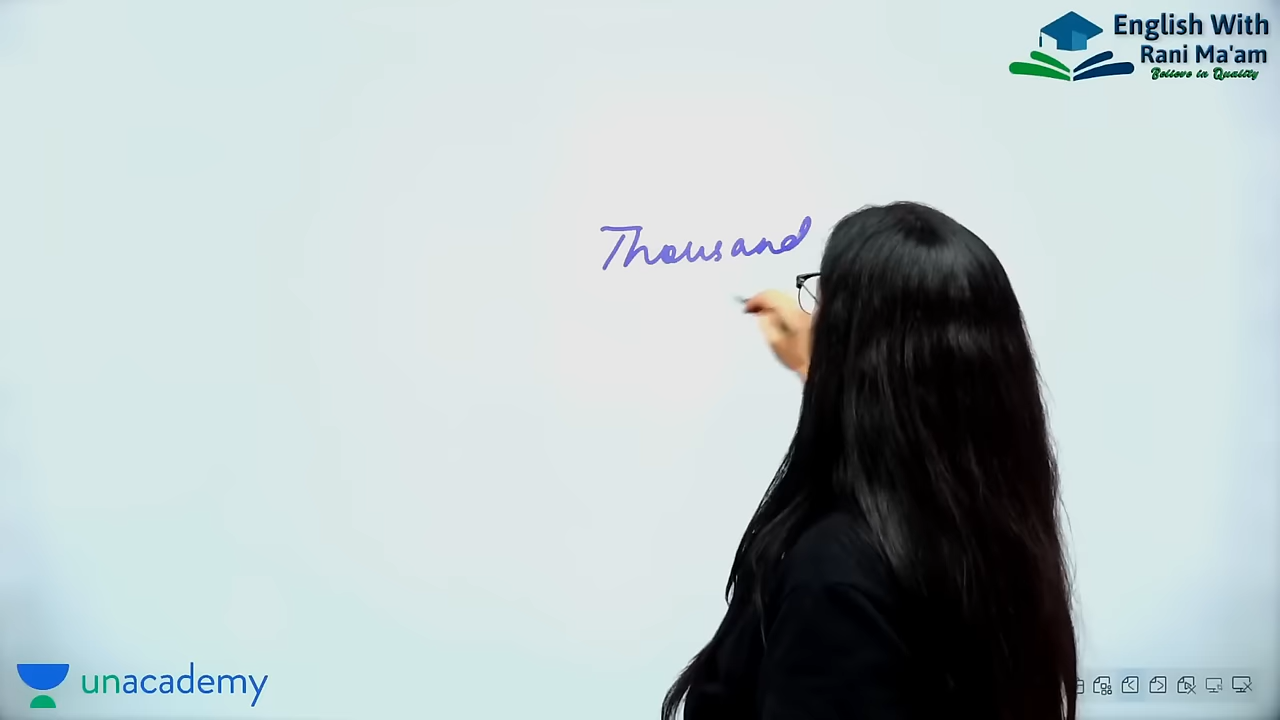 English With
Rani Ma'am
Believe in Quality
Thousand
unacademy